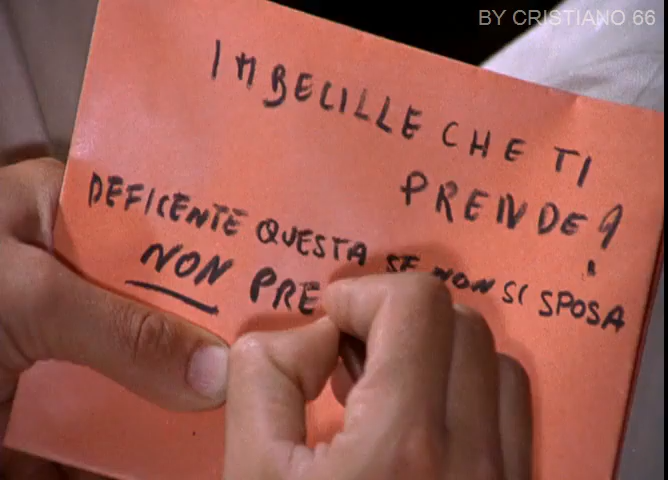 BY CRISTIANO 66
IMBECILLE CHE TI
PRENDE?
DEFICENTE QUESTA SE NON SI SPOSA
NON PRE